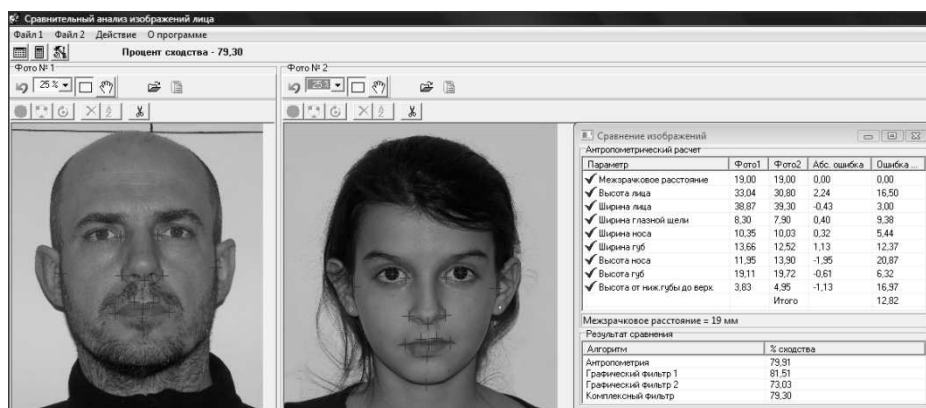 Сравнительный анализ изображений лица
Файл 1 Файл 2 Действие О программе
Процент сходства - 79,30
Фото № 1
Фото № 2
25 %
25 %
Сравнение изображений
Антропометрический расчет
Параметр Фото1 Фото2 Абс. ошибка Ошибка ...
Межзрачковое расстояние 19,00 19,00 0,00 0,00
Высота лица 33,04 30,80 2,24 16,50
Ширина лица 38,87 39,30 -0,43 3,00
Ширина глазной щели 8,30 7,90 0,40 9,38
Ширина носа 10,35 10,03 0,32 5,44
Ширина губ 13,66 12,52 1,13 12,37
Высота носа 11,95 13,90 -1,95 20,87
Высота губ 19,11 19,72 -0,61 6,32
Высота от ниж.губы до верх. 3,83 4,95 -1,13 16,97
Итого 12,82
Межзрачковое расстояние = 19 мм
Результат сравнения
Алгоритм % сходства
Антропометрия 79,91
Графический фильтр 1 81,51
Графический фильтр 2 73,03
Комплексный фильтр 79,30